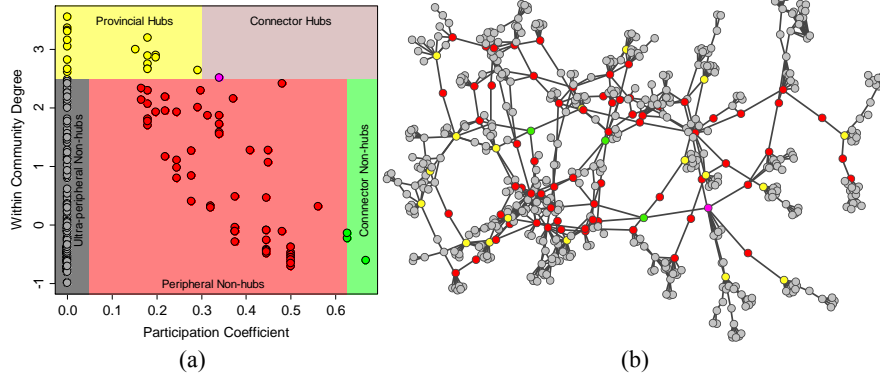 Provincial Hubs
Connector Hubs
Within Community Degree
3
2
1
0
-1
Ultra-peripheral Non-hubs
Connnector Non-hubs
Peripheral Non-hubs
0.0 0.1 0.2 0.3 0.4 0.5 0.6
Participation Coefficient
(a)
(b)